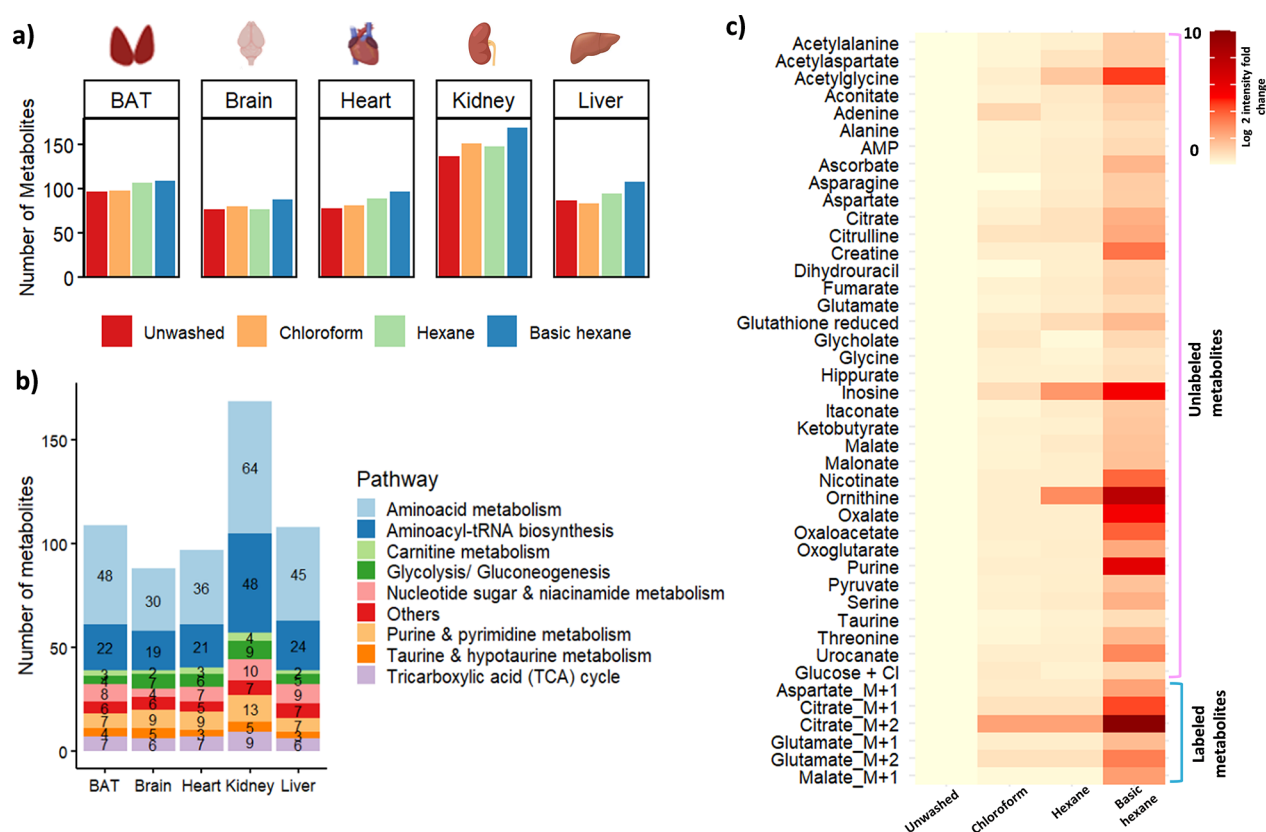 a)
BAT
Brain
Heart
Kidney
Liver
Number of Metabolites
150
100
50
0
Unwashed
Chloroform
Hexane
Basic hexane
b)
Number of metabolites
150
100
50
0
48
22
3
4
8
6
7
4
7
30
19
2
7
4
6
9
5
6
36
21
3
6
7
5
9
3
7
64
48
4
9
10
7
13
5
9
45
24
2
5
9
7
7
3
6
BAT
Brain
Heart
Kidney
Liver
Pathway
Aminoacid metabolism
Aminoacyl-tRNA biosynthesis
Carnitine metabolism
Glycolysis/ Gluconeogenesis
Nucleotide sugar & niacinamide metabolism
Others
Purine & pyrimidine metabolism
Taurine & hypotaurine metabolism
Tricarboxylic acid (TCA) cycle
c)
Acetylalanine
Acetylaspartate
Acetylglycine
Aconitate
Adenine
Alanine
AMP
Ascorbate
Asparagine
Aspartate
Citrate
Citrulline
Creatine
Dihydrouracil
Fumarate
Glutamate
Glutathione reduced
Glycholate
Glycine
Hippurate
Inosine
Itaconate
Ketobutyrate
Malate
Malonate
Nicotinate
Ornithine
Oxalate
Oxaloacetate
Oxoglutarate
Purine
Pyruvate
Serine
Taurine
Threonine
Urocanate
Glucose + Cl
Aspartate_M+1
Citrate_M+1
Citrate_M+2
Glutamate_M+1
Glutamate_M+2
Malate_M+1
Unwashed
Chloroform
Hexane
Basic
hexane
10
0
Log 2 intensity fold
change
Unlabeled
metabolites
Labeled
metabolites